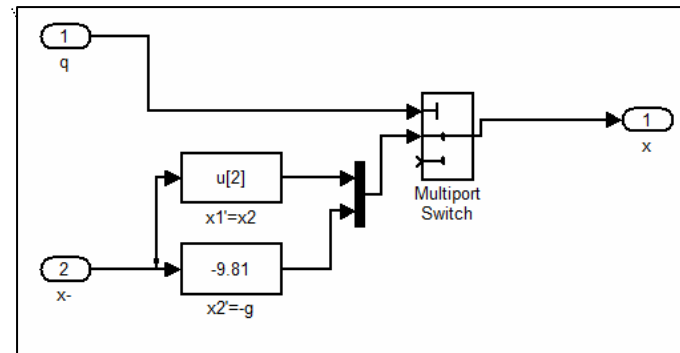 1
q
u[2]
x1'=x2
Multiport
Switch
1
x
2
x-
-9.81
x2'=-g